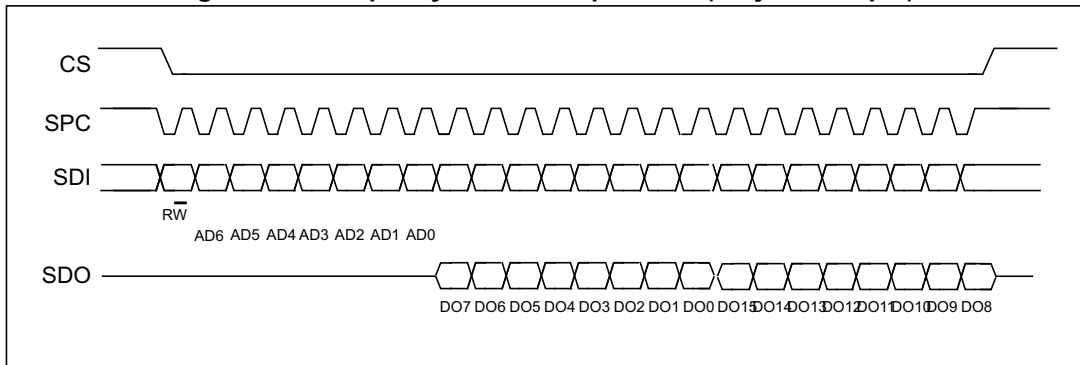 CS
SPC
SDI
RW
AD6 AD5 AD4 AD3 AD2 AD1 AD0
SDO
DO7 DO6 DO5 DO4 DO3 DO2 DO1 DO0 DO15 DO14 DO13 DO12 DO11 DO10 DO9 DO8